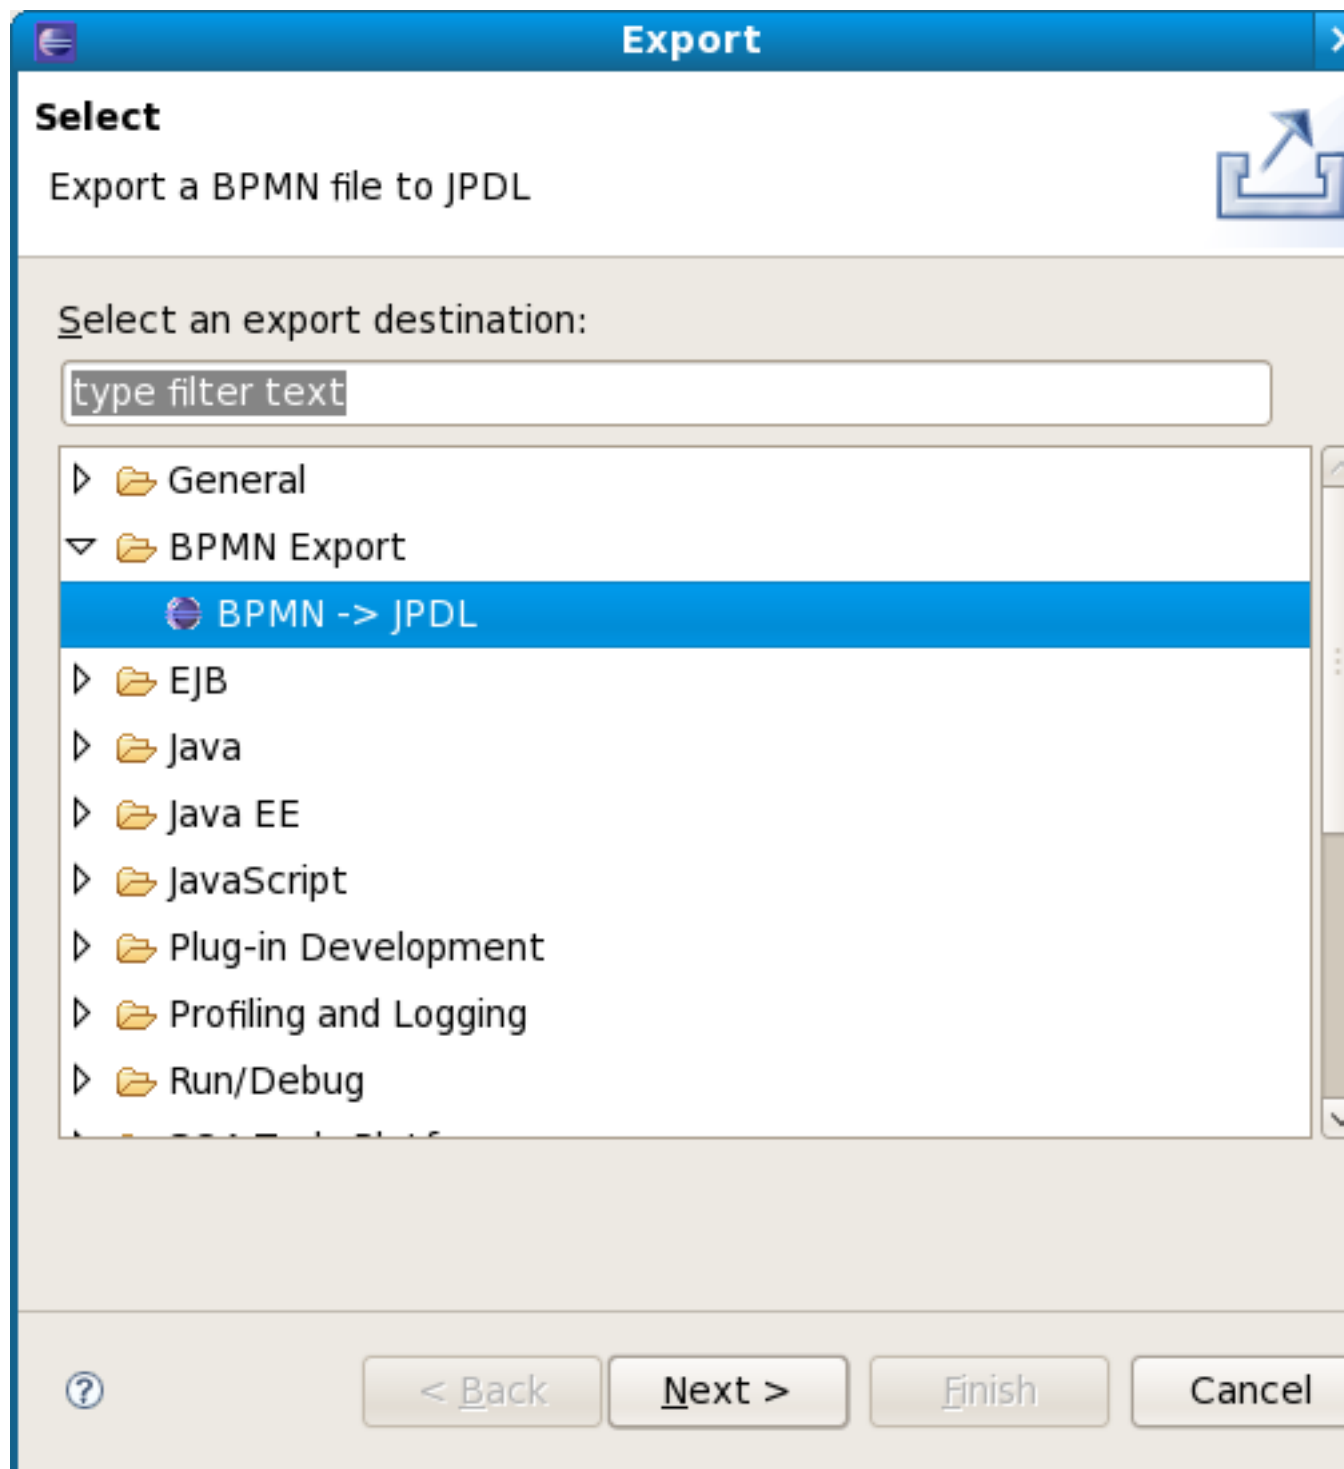 Export
Select
Export a BPMN file to JPDL
Select an export destination:
type filter text
General
BPMN Export
BPMN -> JPDL
EJB
Java
Java EE
JavaScript
Plug-in Development
Profiling and Logging
Run/Debug
< Back
Next >
Finish
Cancel